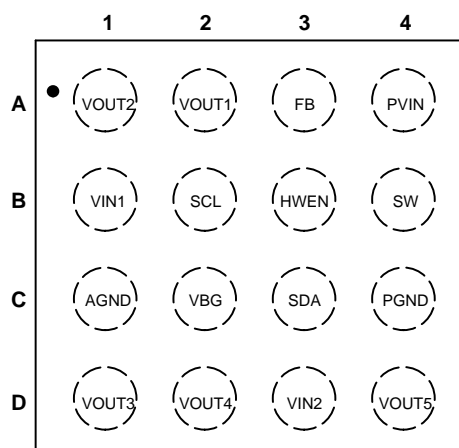 1 2 3 4
A VOUT2 VOUT1 FB PVIN
B VIN1 SCL HWEN SW
C AGND VBG SDA PGND
D VOUT3 VOUT4 VIN2 VOUT5